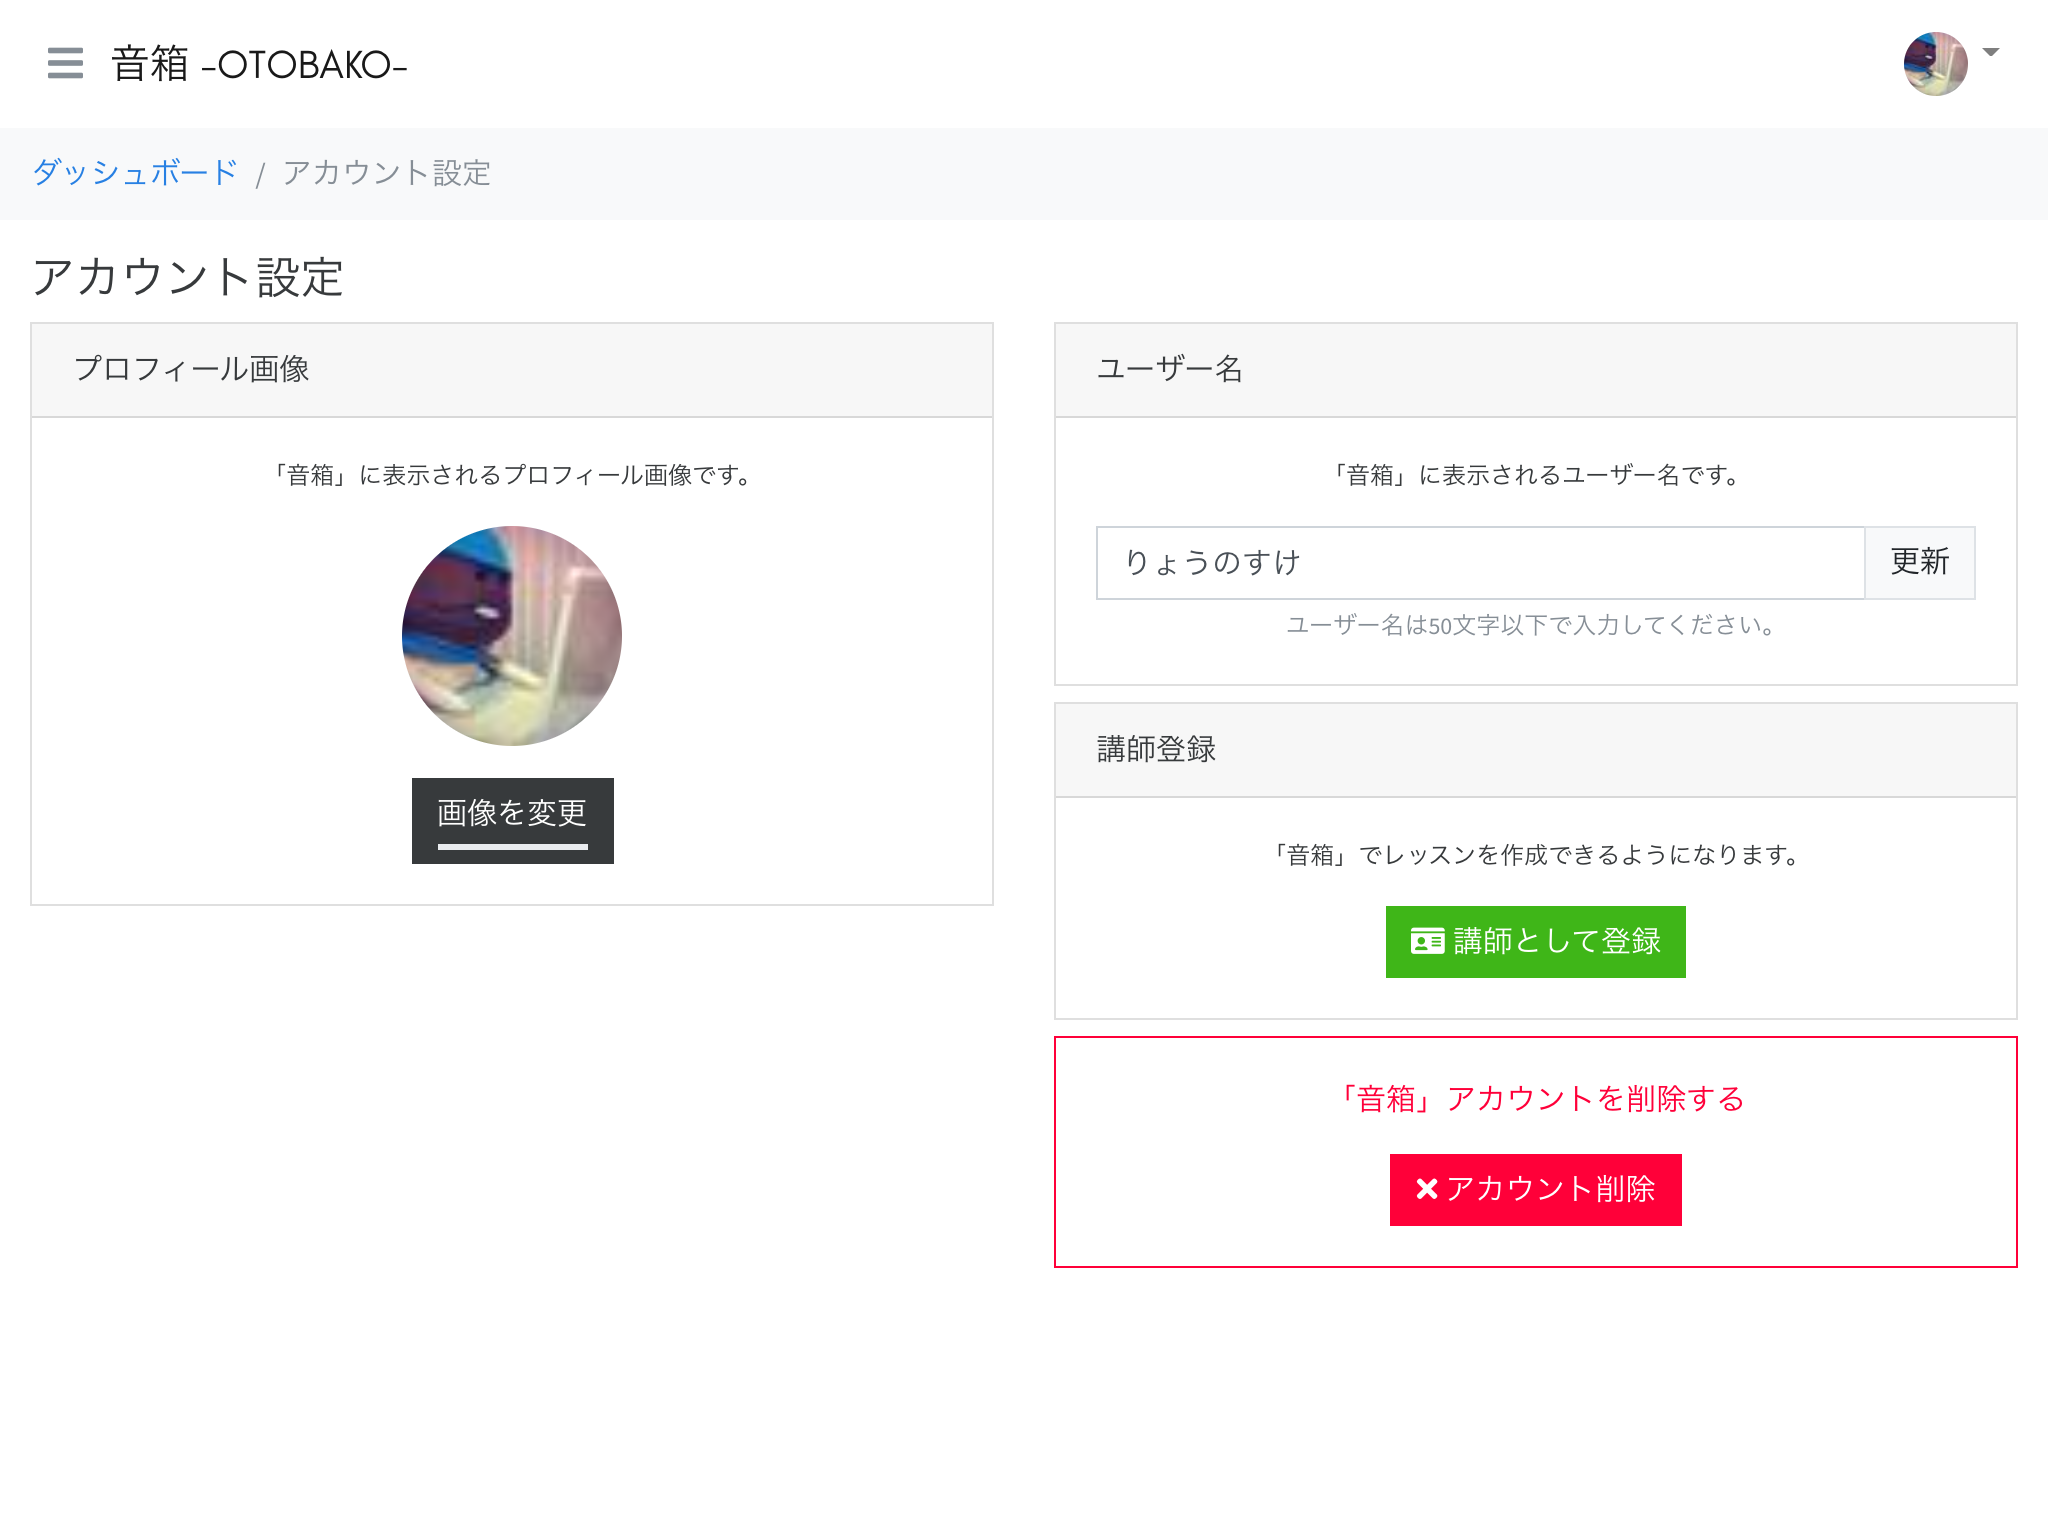 音箱 -OTOBAKO-
ダッシュボード / アカウント設定
アカウント設定
プロフィール画像
「音箱」に表示されるプロフィール画像です。
画像を変更
ユーザー名
「音箱」に表示されるユーザー名です。
りょうのすけ 更新
ユーザー名は50文字以下で入力してください。
講師登録
「音箱」でレッスンを作成できるようになります。
講師として登録
「音箱」アカウントを削除する
アカウント削除